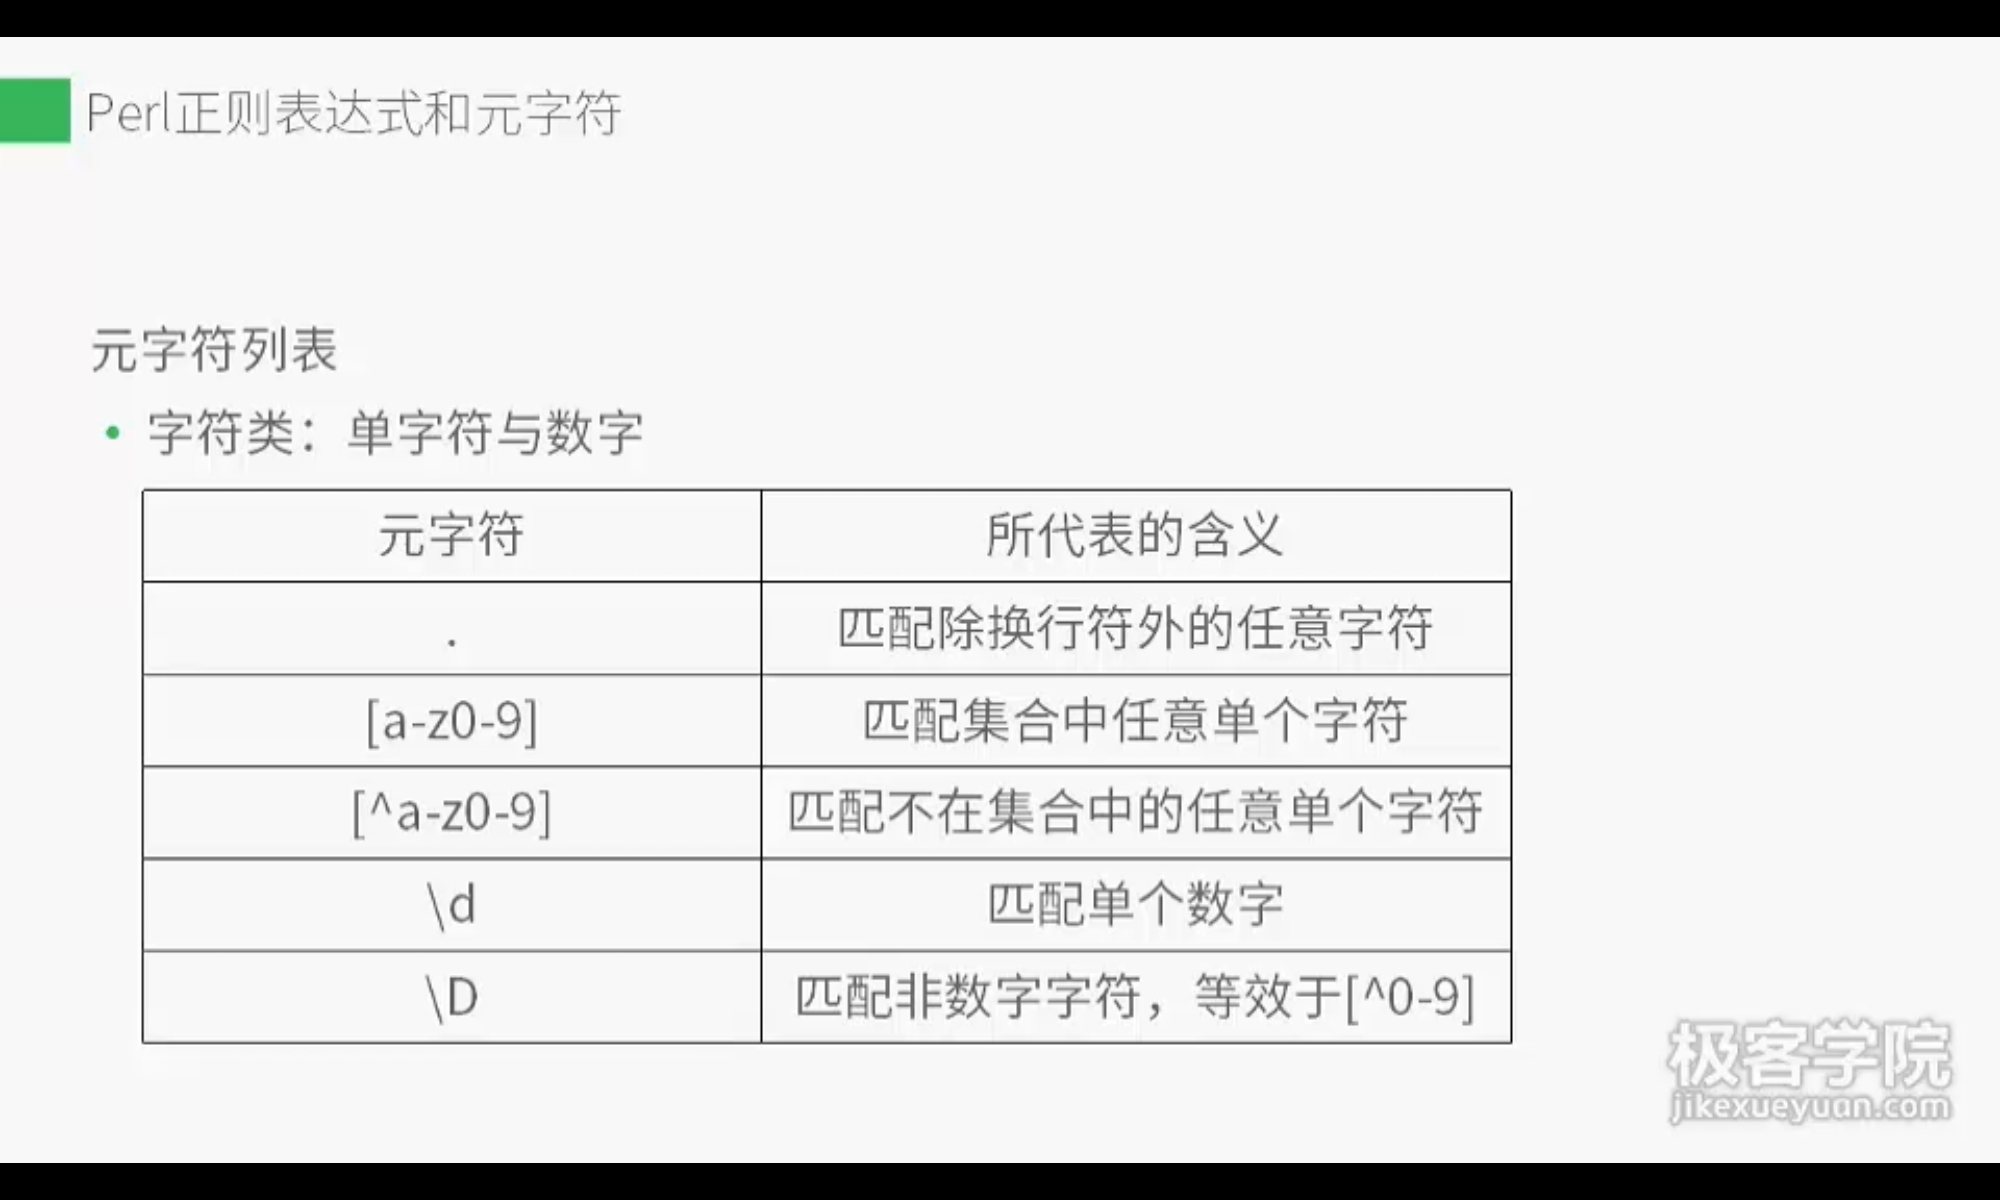 Perl正则表达式和元字符
元字符列表
• 字符类：单字符与数字
元字符 所代表的含义
. 匹配除换行符外的任意字符
[a-z0-9] 匹配集合中任意单个字符
[^a-z0-9] 匹配不在集合中的任意单个字符
\d 匹配单个数字
\D 匹配非数字字符，等效于[^0-9]
极客学院
jikexueyuan.com